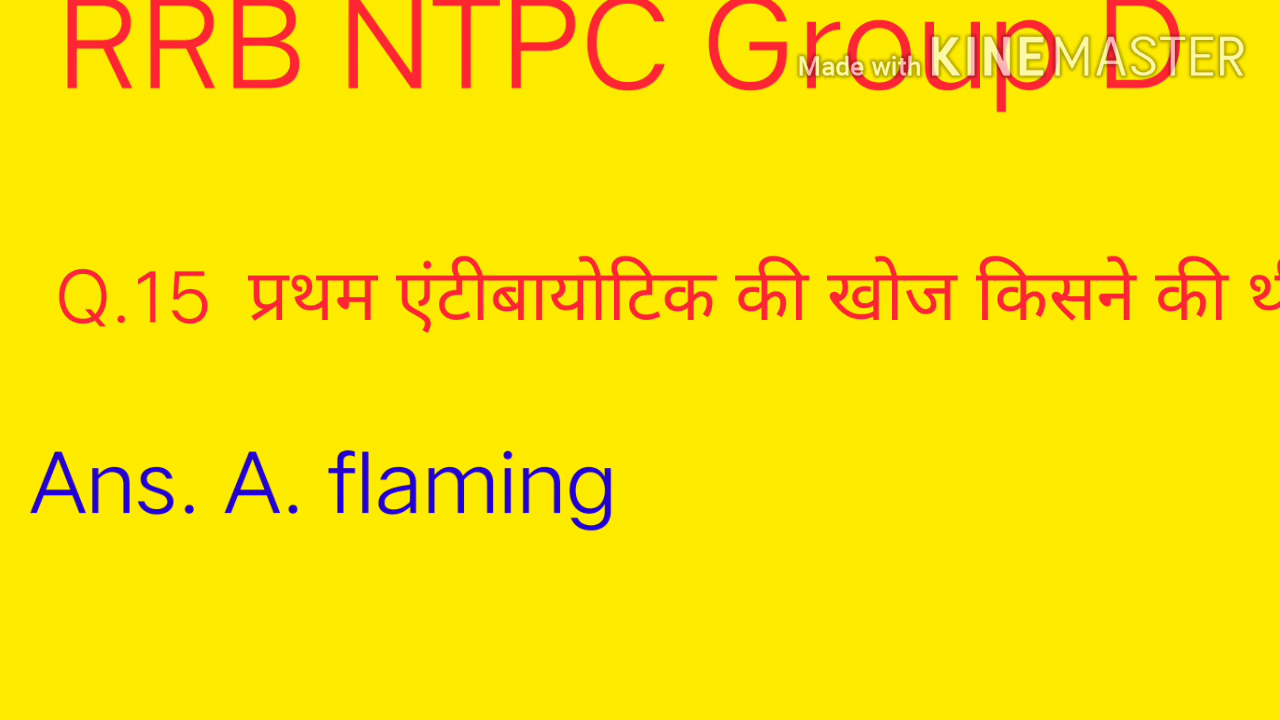 RRB NTPC Group D
Made with KINEMASTER
Q.15 प्रथम एंटीबायोटिक की खोज किसने की
Ans. A. flaming